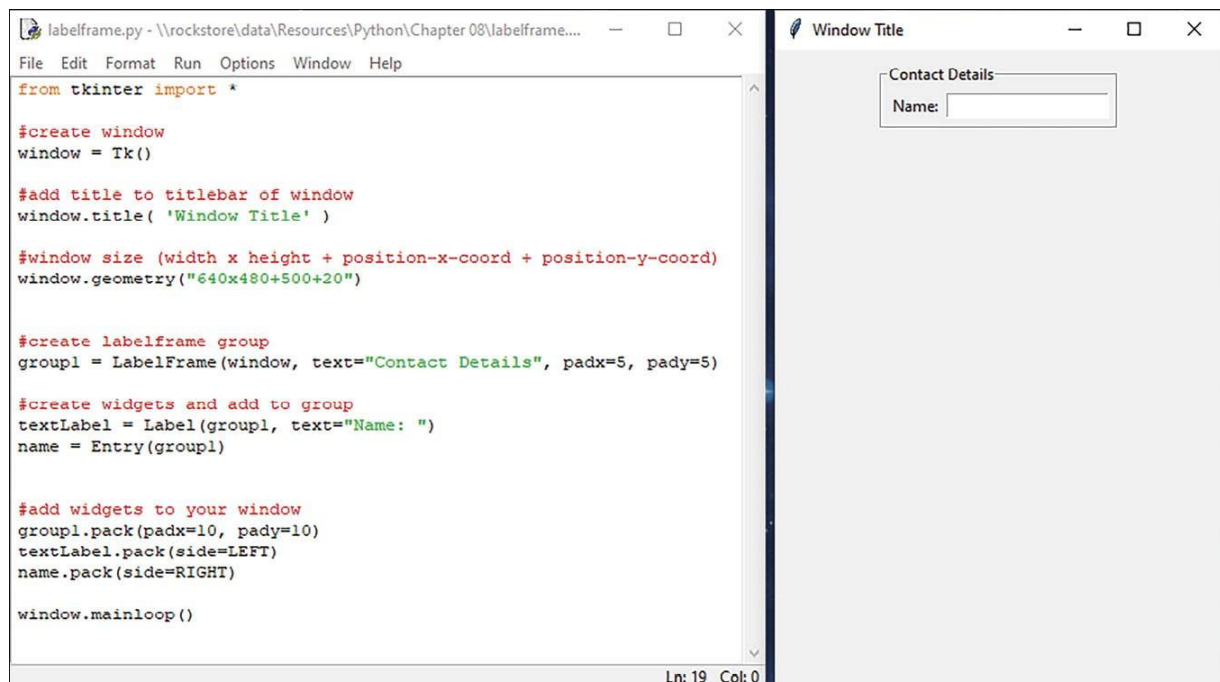 labelframe.py - \\rockstore\data\Resources\Python\Chapter 08\labelframe....
File Edit Format Run Options Window Help
from tkinter import *
#create window
window = Tk()
#add title to titlebar of window
window.title( 'Window Title' )
#window size (width x height + position-x-coord + position-y-coord)
window.geometry("640x480+500+20")
#create labelframe group
group1 = LabelFrame(window, text="Contact Details", padx=5, pady=5)
#create widgets and add to group
textLabel = Label(group1, text="Name: ")
name = Entry(group1)
#add widgets to your window
group1.pack(padx=10, pady=10)
textLabel.pack(side=LEFT)
name.pack(side=RIGHT)
window.mainloop()
Ln: 19 Col: 0
Window Title
Contact Details
Name: